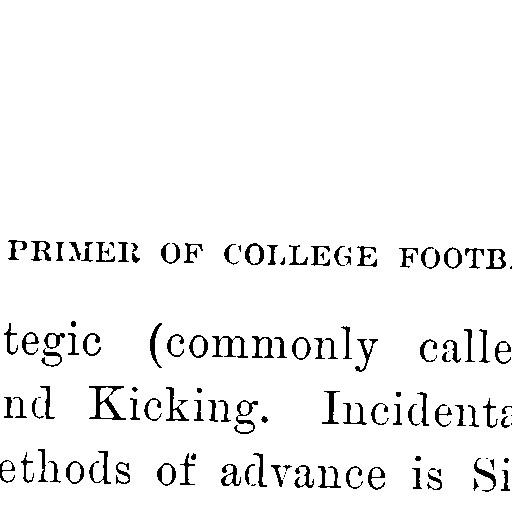 PRIMER OF COLLEGE FOOTB
tegic (commonly calle
nd Kicking. Incidenta
ethods of advance is Si